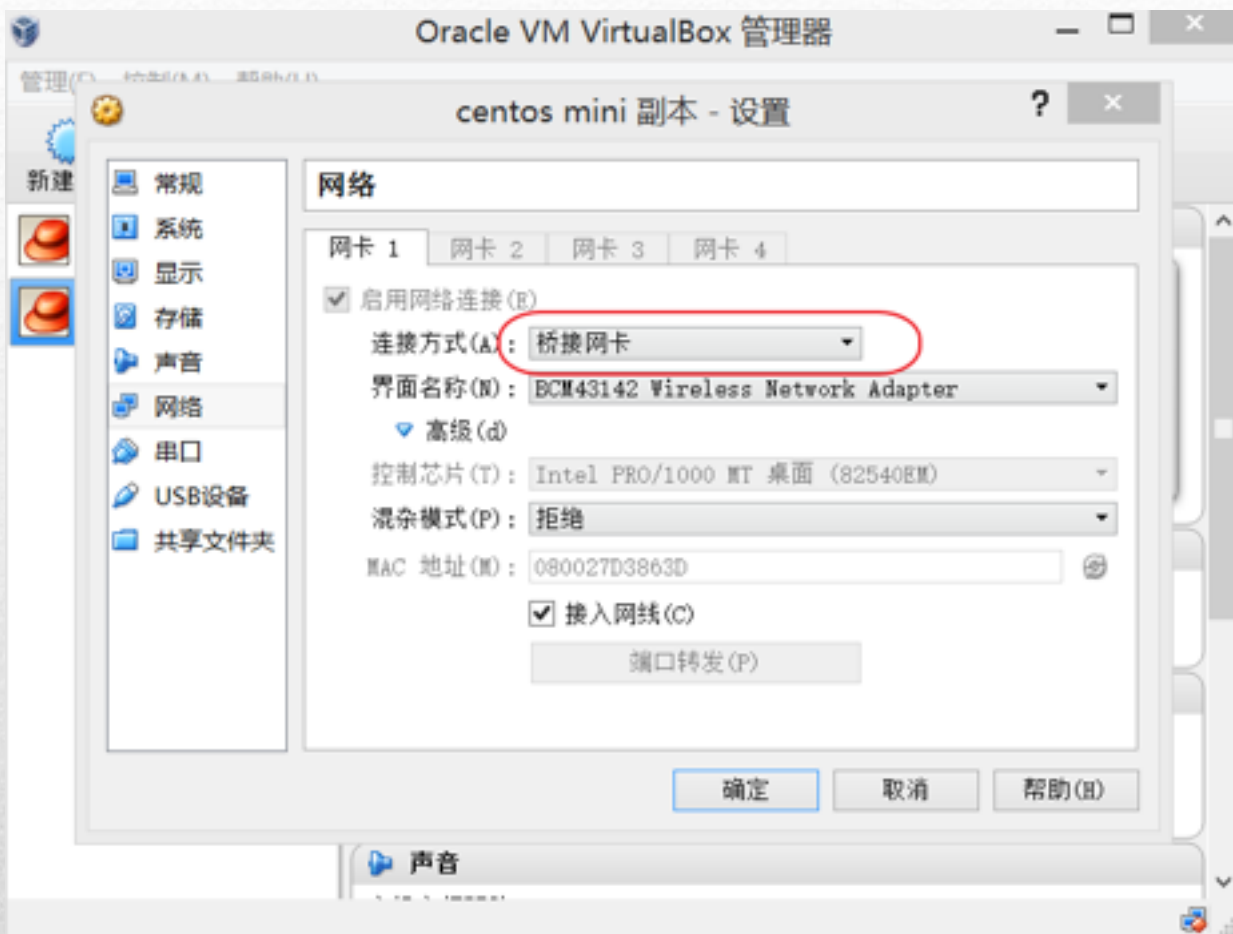 Oracle VM VirtualBox 管理器
centos mini 副本 - 设置
?
新建
常规
系统
显示
存储
声音
网络
串口
USB设备
共享文件夹
网络
网卡 1 网卡 2 网卡 3 网卡 4
启用网络连接(E)
连接方式(A): 桥接网卡
界面名称(N): BCM43142 Wireless Network Adapter
高级(d)
控制芯片(T): Intel PRO/1000 MT 桌面 (82540EM)
混杂模式(P): 拒绝
MAC 地址(M): 080027D3863D
接入网线(C)
端口转发(P)
确定 取消 帮助(H)
声音